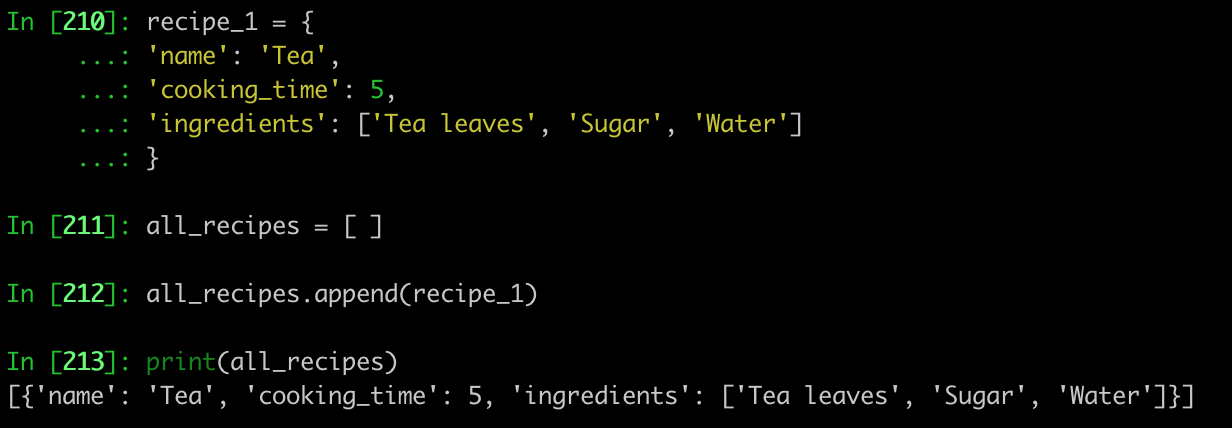 In [210]: recipe_1 = {
...: 'name': 'Tea',
...: 'cooking_time': 5,
...: 'ingredients': ['Tea leaves', 'Sugar', 'Water']
...: }
In [211]: all_recipes = [ ]
In [212]: all_recipes.append(recipe_1)
In [213]: print(all_recipes)
[{'name': 'Tea', 'cooking_time': 5, 'ingredients': ['Tea leaves', 'Sugar', 'Water']}]